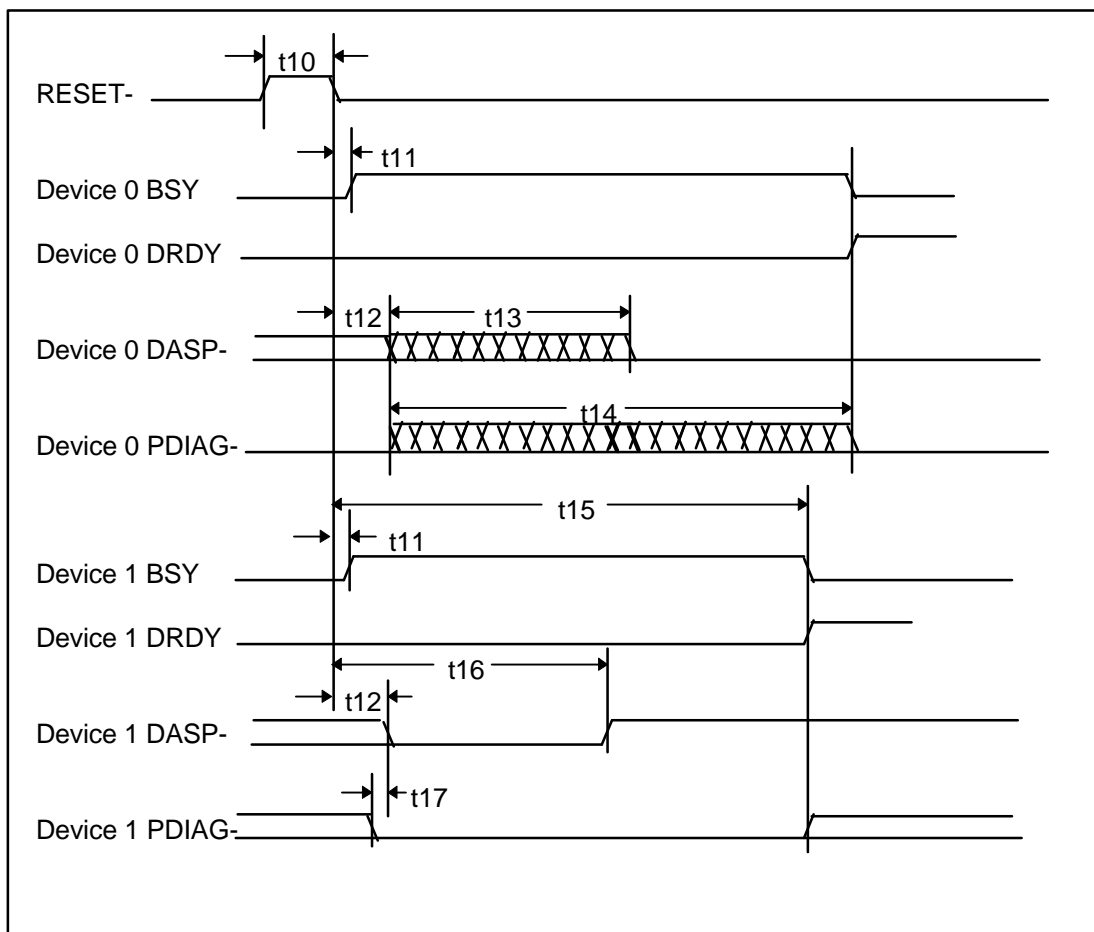 t10
RESET-
t11
Device 0 BSY
Device 0 DRDY
t12 t13
Device 0 DASP-
t14
Device 0 PDIAG-
t15
t11
Device 1 BSY
Device 1 DRDY
t16
t12
Device 1 DASP-
t17
Device 1 PDIAG-